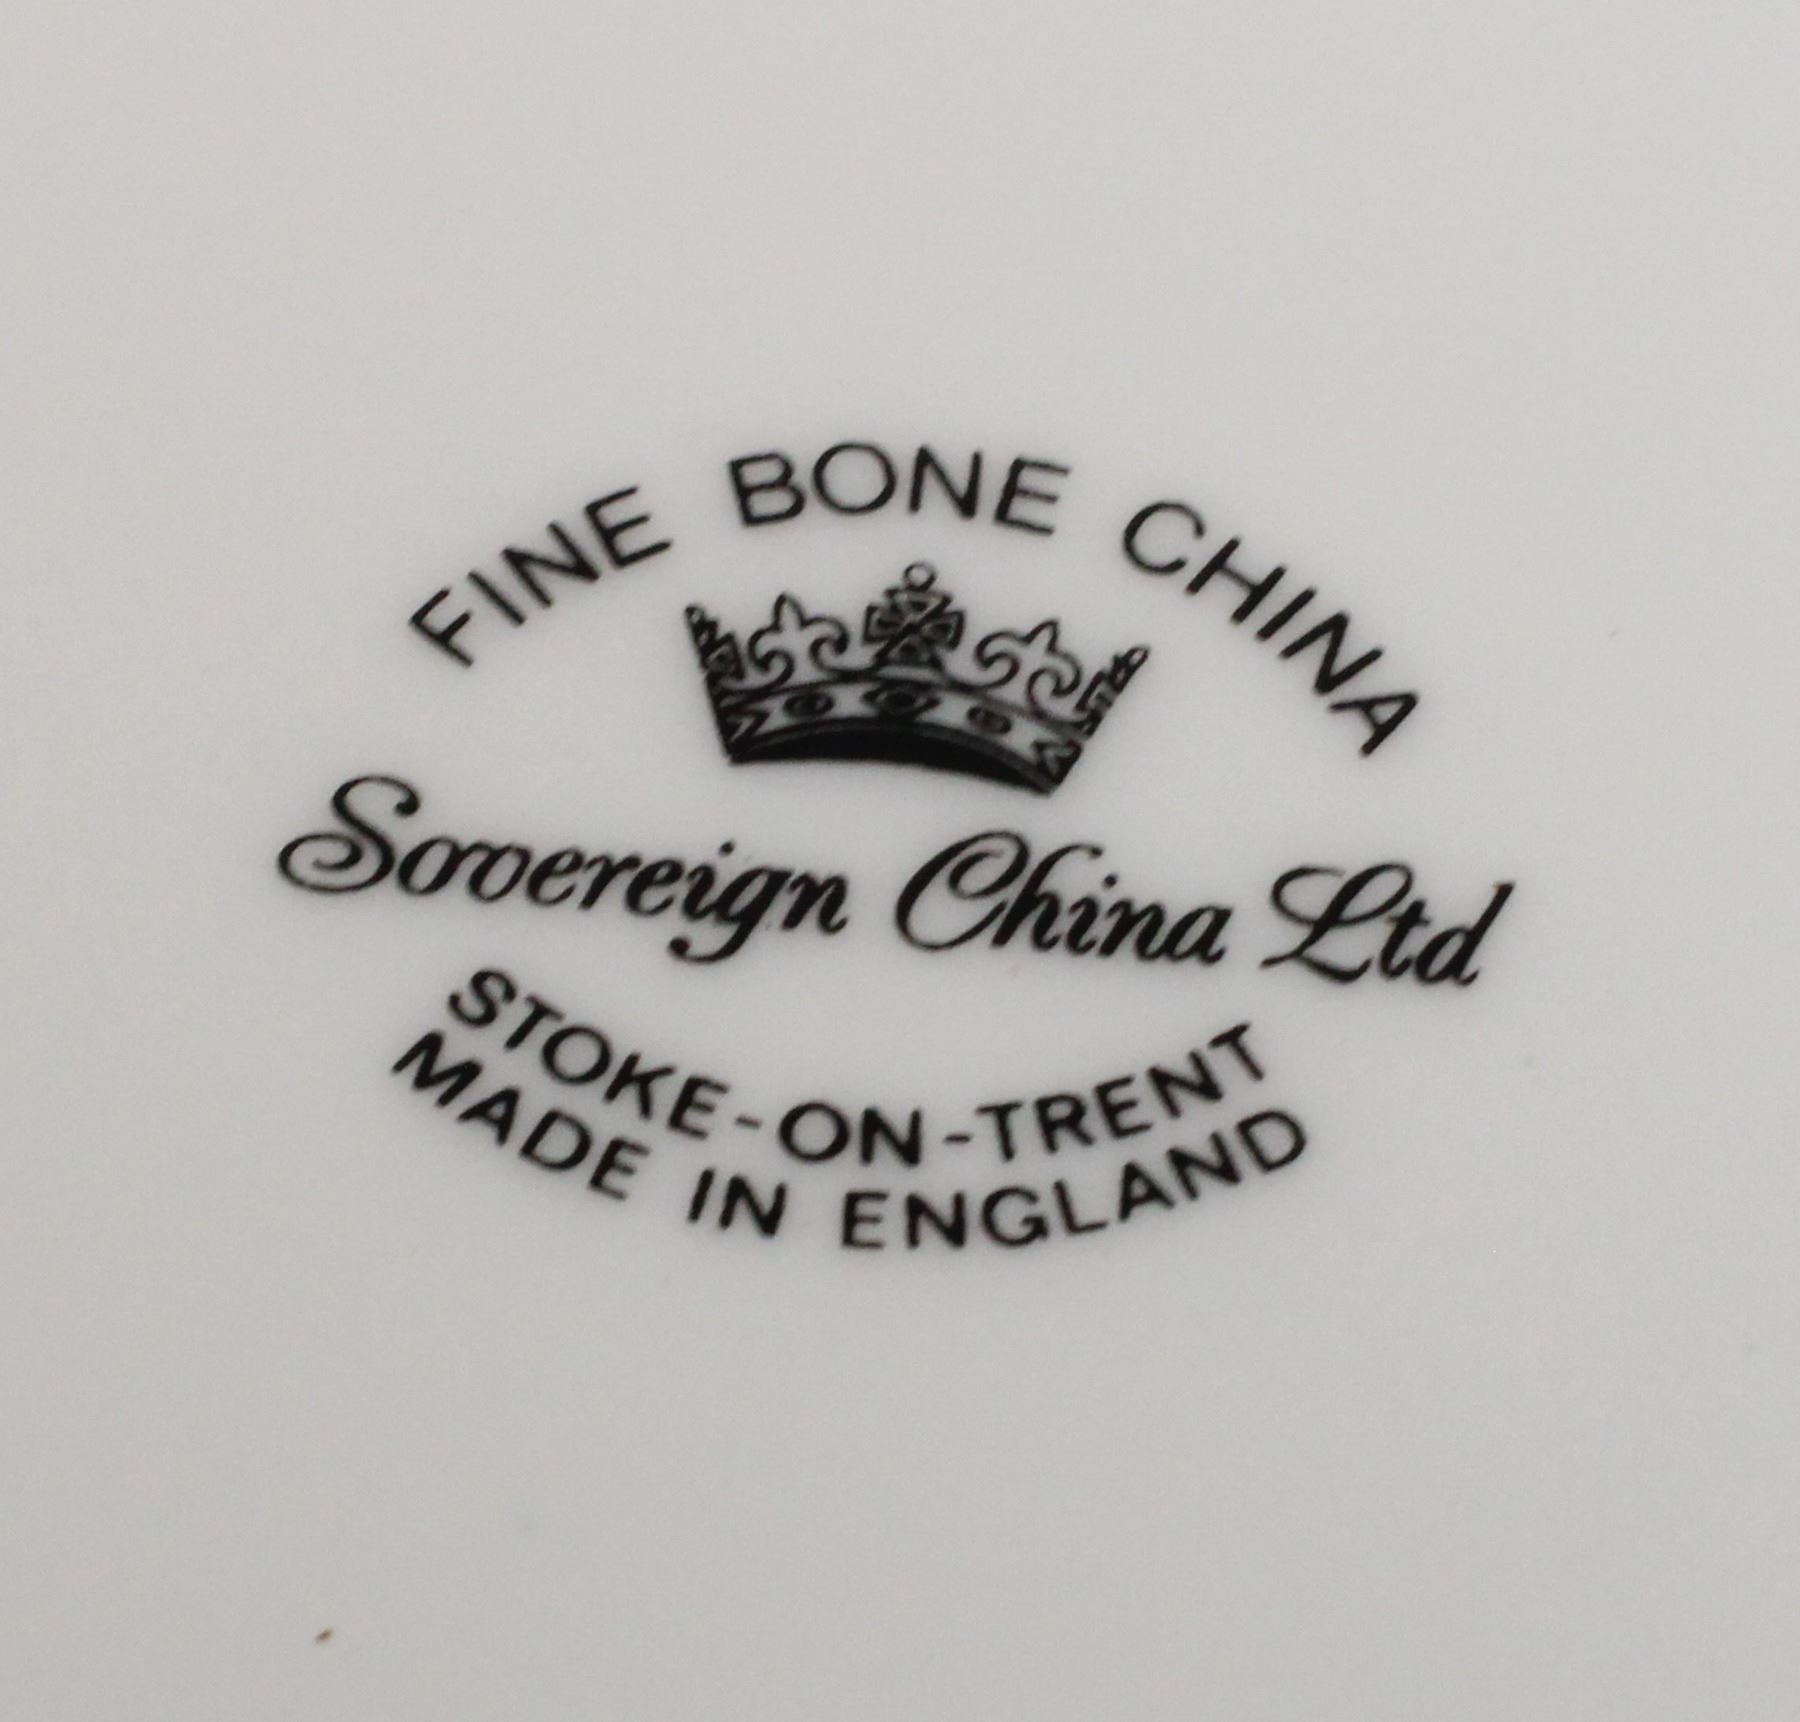 FINE BONE CHINA
Sovereign China Ltd
STOKE-ON-TRENT
MADE IN ENGLAND